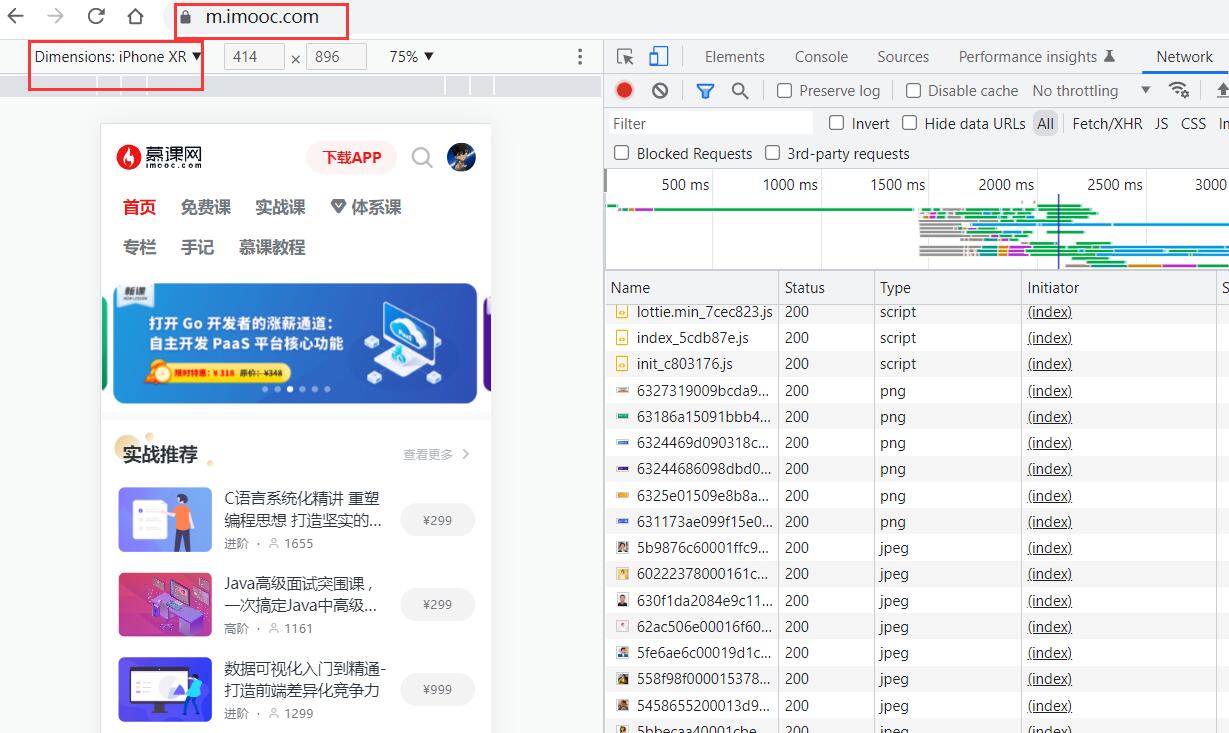 m.imooc.com
Dimensions: iPhone XR ▼ 414 × 896 75% ▼
慕课网
imooc.com
下载APP
首页 免费课 实战课 体系课
专栏 手记 慕课教程
新课
打开 Go 开发者的涨薪通道：
自主开发 PaaS 平台核心功能
限时特惠：￥318 原价：￥348
实战推荐 查看更多
C语言系统化精讲 重塑
编程思想 打造坚实的...
¥299
进阶 · 1655
Java高级面试突围课，
一次搞定Java中高级...
¥299
高阶 · 1161
数据可视化入门到精通-
打造前端差异化竞争力
¥999
进阶 · 1299
Elements Console Sources Performance insights Network
Preserve log Disable cache No throttling
Filter Invert Hide data URLs All Fetch/XHR JS CSS
Blocked Requests 3rd-party requests
500 ms 1000 ms 1500 ms 2000 ms 2500 ms 3000
Name Status Type Initiator
lottie.min_7cec823.js 200 script (index)
index_5cdb87e.js 200 script (index)
init_c803176.js 200 script (index)
6327319009bcda9... 200 png (index)
63186a15091bbb4... 200 png (index)
6324469d090318c... 200 png (index)
63244686098dbd0... 200 png (index)
6325e01509e8b8a... 200 png (index)
631173ae099f15e0... 200 png (index)
5b9876c60001ffc9... 200 jpeg (index)
60222378000161c... 200 jpeg (index)
630f1da2084e9c11... 200 jpeg (index)
62ac506e00016f60... 200 jpeg (index)
5fe6ae6c00019d1c... 200 jpeg (index)
558f98f000015378... 200 jpeg (index)
5458655200013d9... 200 jpeg (index)
5bbecaa40001cbe... 200 jpeg (index)